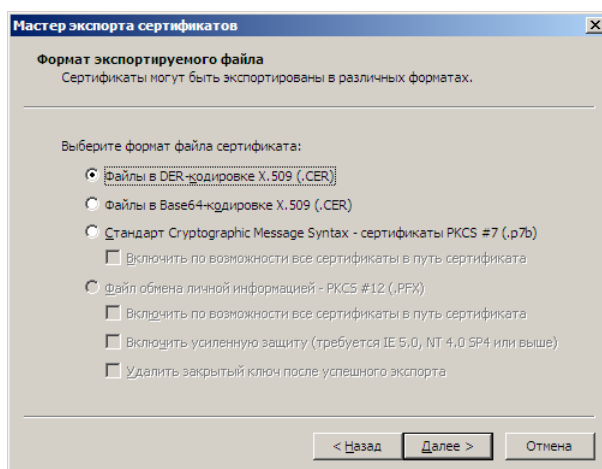 Мастер экспорта сертификатов
Формат экспортируемого файла
Сертификаты могут быть экспортированы в различных форматах.
Выберите формат файла сертификата:
Файлы в DER-кодировке X.509 (.CER)
Файлы в Base64-кодировке X.509 (.CER)
Стандарт Cryptographic Message Syntax - сертификаты PKCS #7 (.p7b)
Включить по возможности все сертификаты в путь сертификата
Файл обмена личной информацией - PKCS #12 (.PFX)
Включить по возможности все сертификаты в путь сертификата
Включить усиленную защиту (требуется IE 5.0, NT 4.0 SP4 или выше)
Удалить закрытый ключ после успешного экспорта
< Назад Далее > Отмена